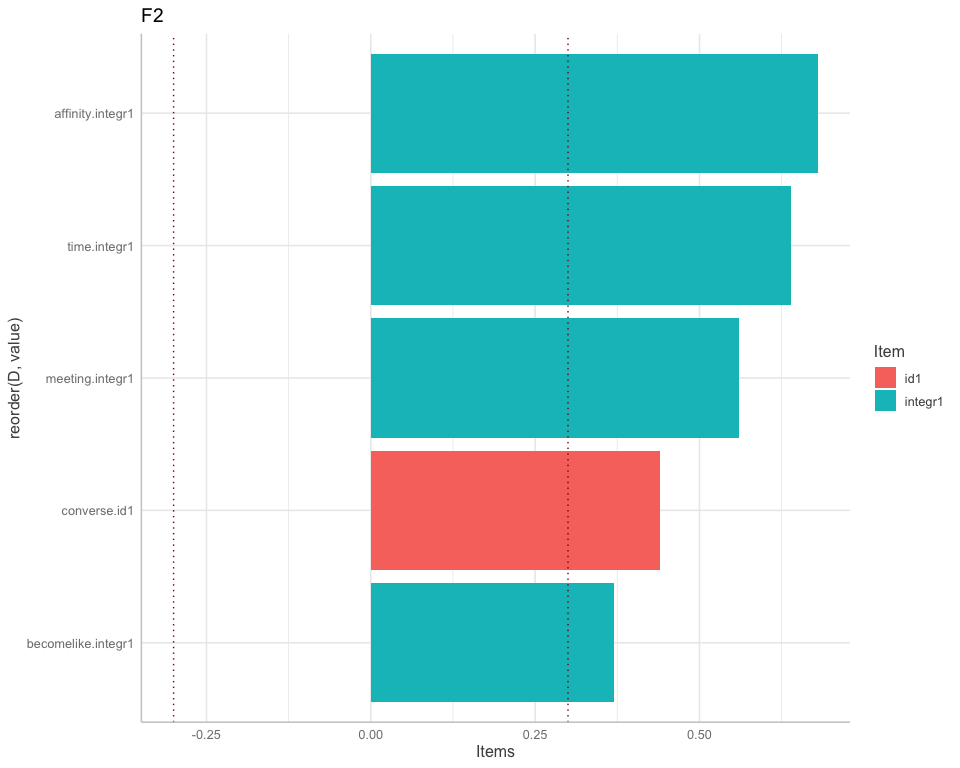 F2
affinity.integr1
time.integr1
meeting.integr1
converse.id1
becomelike.integr1
reorder(D, value)
-0.25 0.00 0.25 0.50
Items
Item
id1
integr1